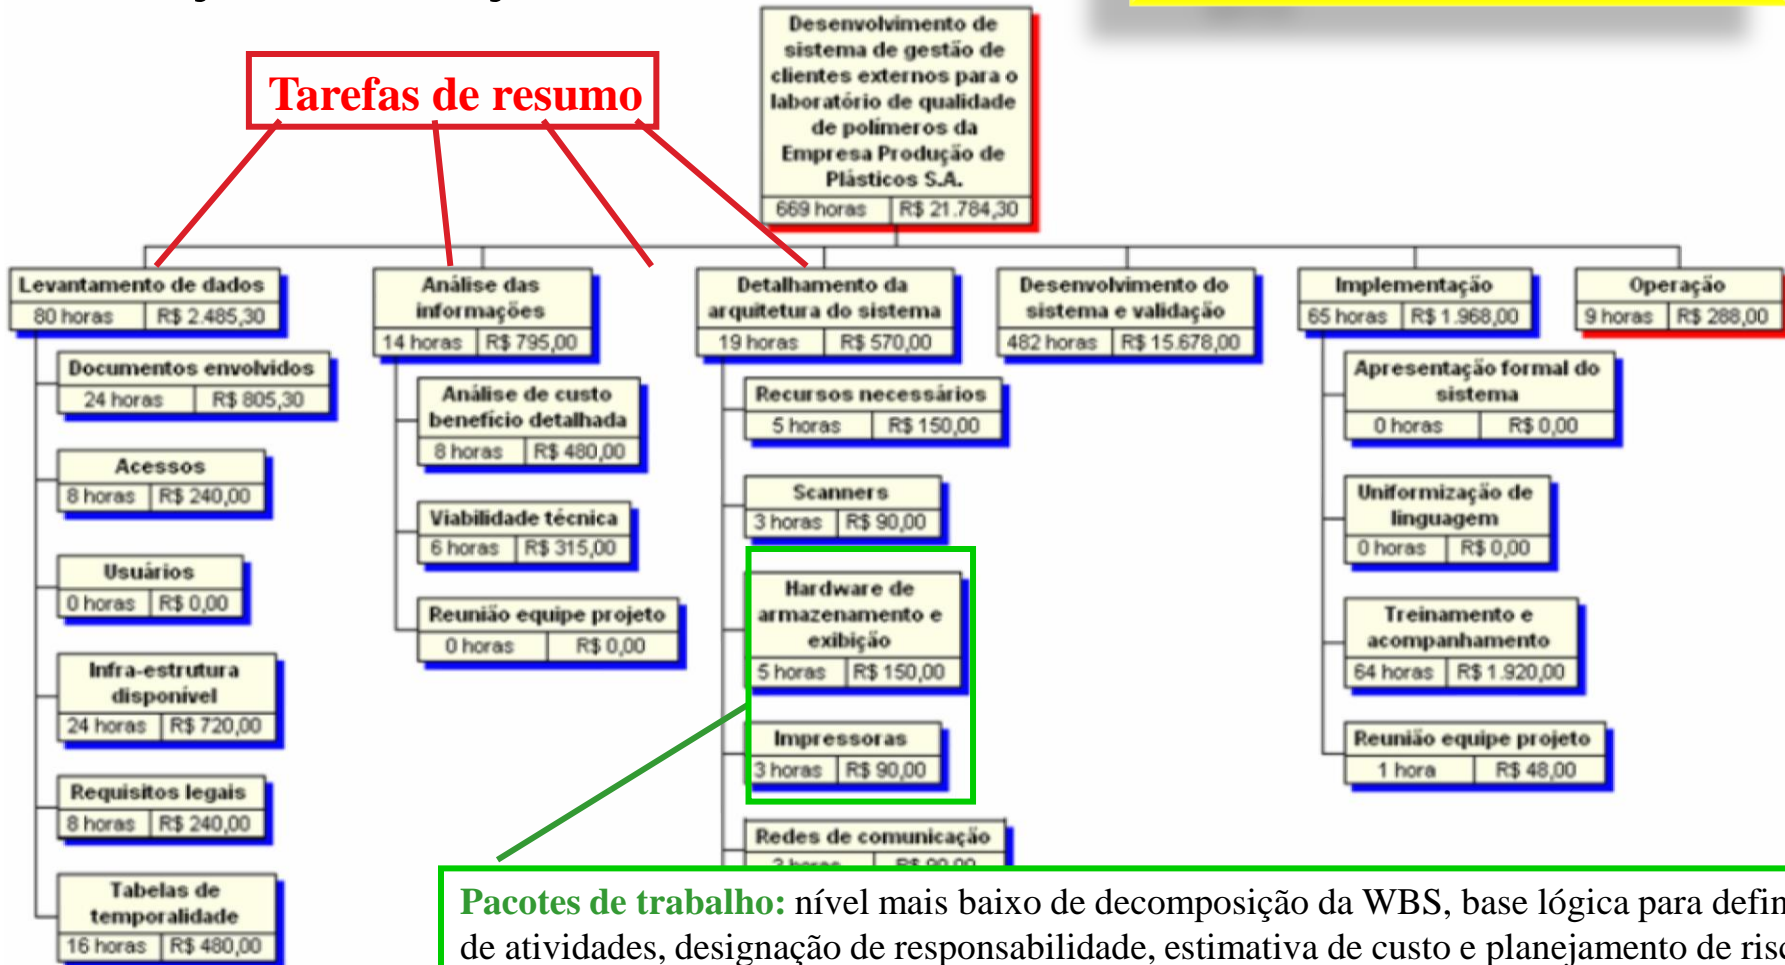 Desenvolvimento de
sistema de gestão de
clientes externos para o
laboratório de qualidade
de polímeros da
Empresa Produção de
Plásticos S.A.
669 horas R$ 21.784,30
Tarefas de resumo
Levantamento de dados
80 horas R$ 2.485,30
Documentos envolvidos
24 horas R$ 805,30
Acessos
8 horas R$ 240,00
Usuários
0 horas R$ 0,00
Infra-estrutura
disponível
24 horas R$ 720,00
Requisitos legais
8 horas R$ 240,00
Tabelas de
temporalidade
16 horas R$ 480,00
Análise das
informações
14 horas R$ 795,00
Análise de custo
benefício detalhada
8 horas R$ 480,00
Viabilidade técnica
6 horas R$ 315,00
Reunião equipe projeto
0 horas R$ 0,00
Detalhamento da
arquitetura do sistema
19 horas R$ 570,00
Recursos necessários
5 horas R$ 150,00
Scanners
3 horas R$ 90,00
Hardware de
armazenamento e
exibição
5 horas R$ 150,00
Impressoras
3 horas R$ 90,00
Redes de comunicação
3 horas R$ 90,00
Desenvolvimento do
sistema e validação
482 horas R$ 15.678,00
Implementação
65 horas R$ 1.968,00
Apresentação formal do
sistema
0 horas R$ 0,00
Uniformização de
linguagem
0 horas R$ 0,00
Treinamento e
acompanhamento
64 horas R$ 1.920,00
Reunião equipe projeto
1 hora R$ 48,00
Operação
9 horas R$ 288,00
Pacotes de trabalho: nível mais baixo de decomposição da WBS, base lógica para defin
de atividades, designação de responsabilidade, estimativa de custo e planejamento de risc